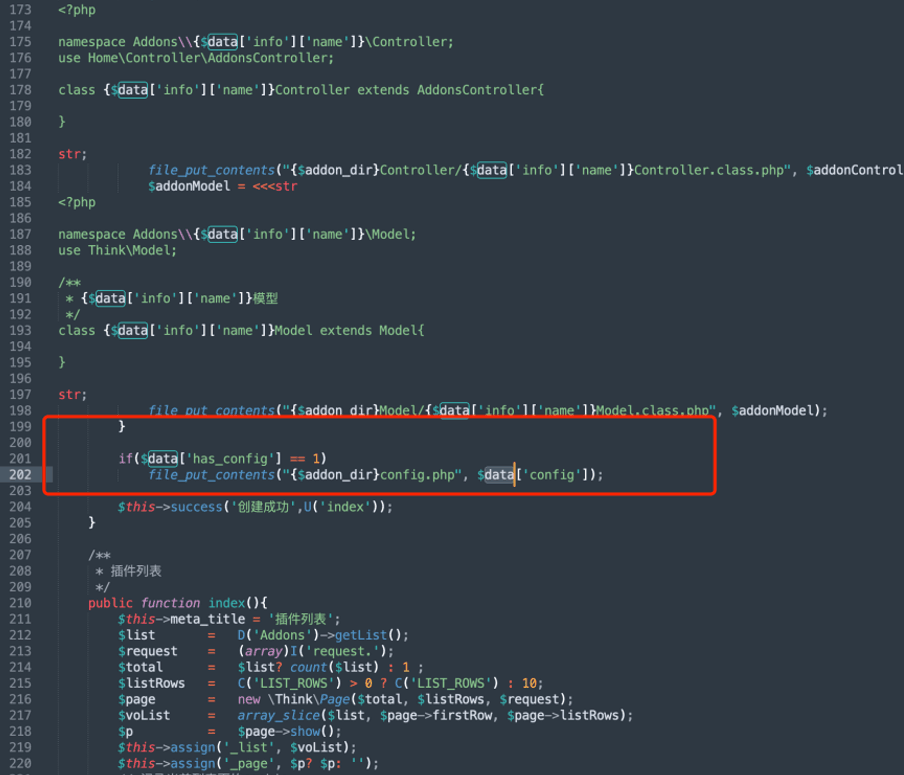 173 <?php
174
175 namespace Addons\\{$data['info']['name']}\Controller;
176 use Home\Controller\AddonsController;
177
178 class {$data['info']['name']}Controller extends AddonsController{
179
180 }
181
182 str;
183 file_put_contents("{$addon_dir}Controller/{$data['info']['name']}Controller.class.php", $addonControl
184 $addonModel = <<<str
185 <?php
186
187 namespace Addons\\{$data['info']['name']}\Model;
188 use Think\Model;
189
190 /**
191 * {$data['info']['name']}模型
192 */
193 class {$data['info']['name']}Model extends Model{
194
195 }
196
197 str;
198 file_put_contents("{$addon_dir}Model/{$data['info']['name']}Model.class.php", $addonModel);
199 }
200
201 if($data['has_config'] == 1)
202 file_put_contents("{$addon_dir}config.php", $data['config']);
203
204 $this->success('创建成功',U('index'));
205 }
206
207 /**
208 * 插件列表
209 */
210 public function index(){
211 $this->meta_title = '插件列表';
212 $list = D('Addons')->getList();
213 $request = (array)I('request.');
214 $total = $list? count($list) : 1 ;
215 $listRows = C('LIST_ROWS') > 0 ? C('LIST_ROWS') : 10;
216 $page = new \Think\Page($total, $listRows, $request);
217 $voList = array_slice($list, $page->firstRow, $page->listRows);
218 $p = $page->show();
219 $this->assign('_list', $voList);
220 $this->assign('_page', $p? $p: '');